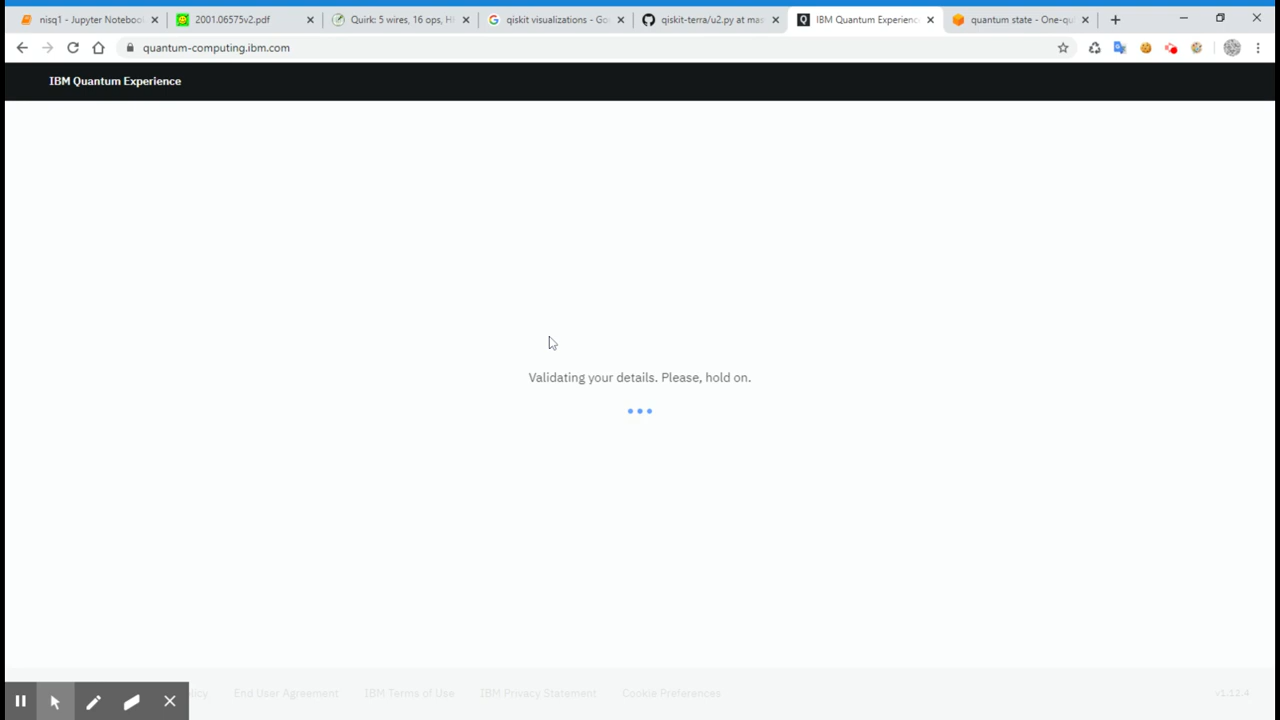 nisq1 - Jupyter Notebook
2001.06575v2.pdf
Quirk: 5 wires, 16 ops, H
qiskit visualizations - Go
qiskit-terra/u2.py at mas
IBM Quantum Experienc
quantum state - One-qu
quantum-computing.ibm.com
IBM Quantum Experience
Validating your details. Please, hold on.
olicy
End User Agreement
IBM Terms of Use
IBM Privacy Statement
Cookie Preferences
v1.12.4